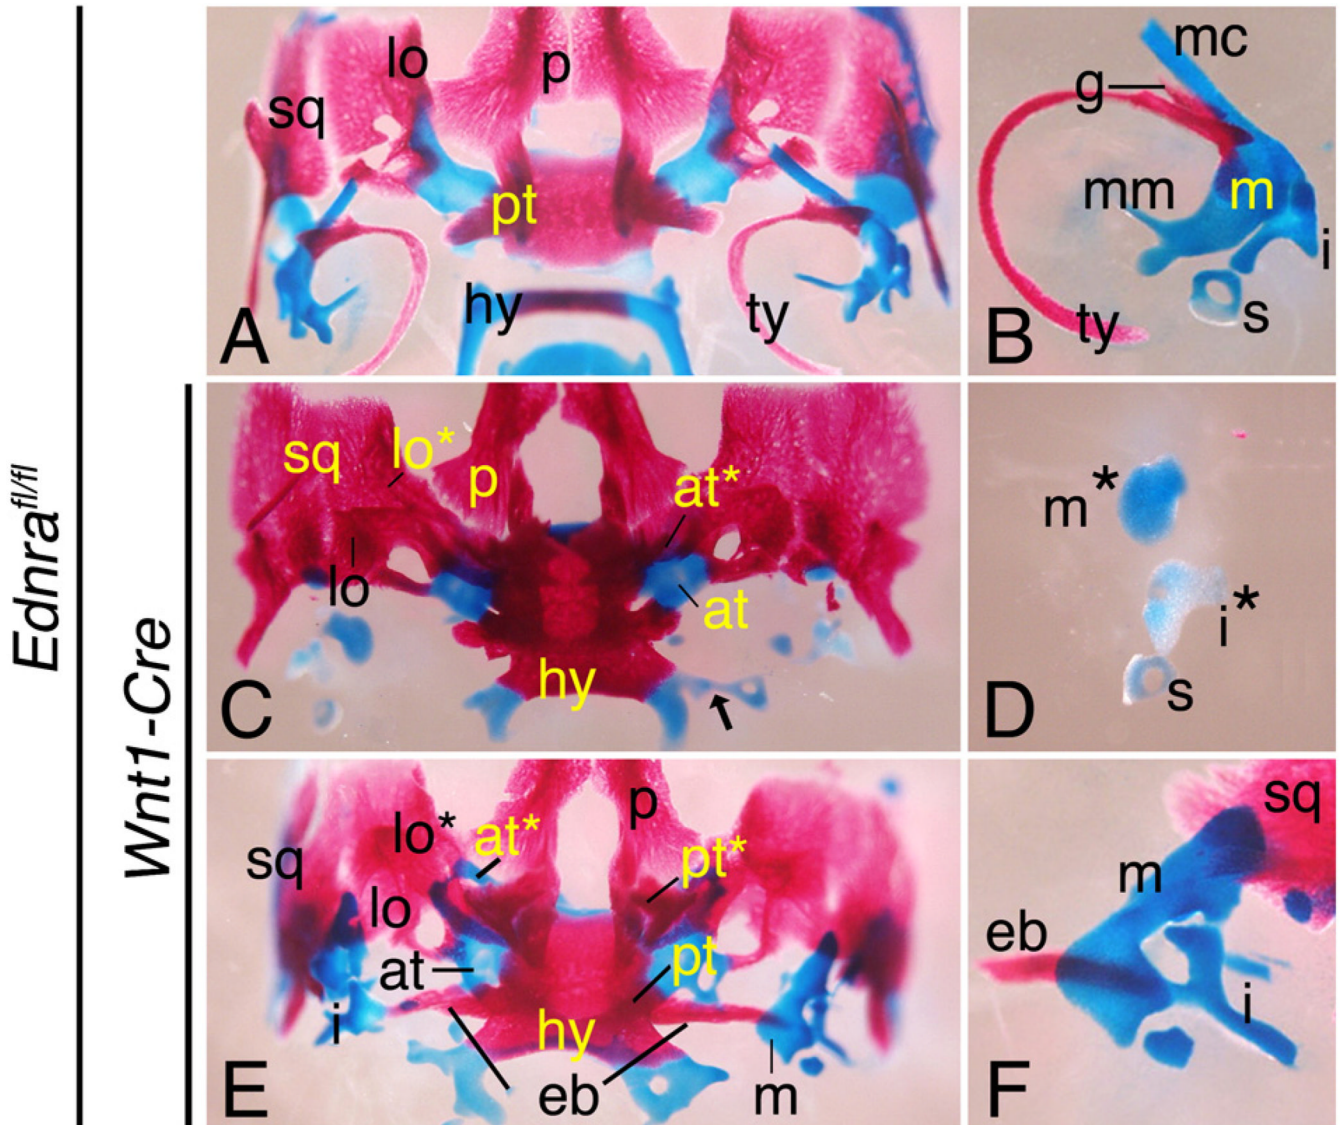 Ednra^fl/fl
Wnt1-Cre
lo
p
sq
pt
hy
ty
A
mc
g
mm
m
i
s
ty
B
sq
lo*
p
at*
lo
at
hy
C
m*
i*
s
D
p
lo*
at*
sq
pt*
lo
at
pt
i
hy
eb
m
E
sq
m
eb
i
F